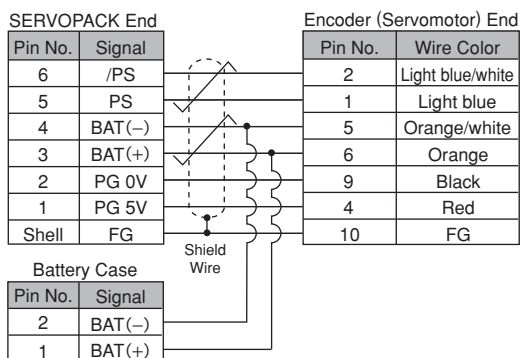 SERVOPACK End
Encoder (Servomotor) End
Pin No. Signal Pin No. Wire Color
6 /PS 2 Light blue/white
5 PS 1 Light blue
4 BAT(−) 5 Orange/white
3 BAT(+) 6 Orange
2 PG 0V 9 Black
1 PG 5V 4 Red
Shell FG 10 FG
Shield
Wire
Battery Case
Pin No. Signal
2 BAT(−)
1 BAT(+)